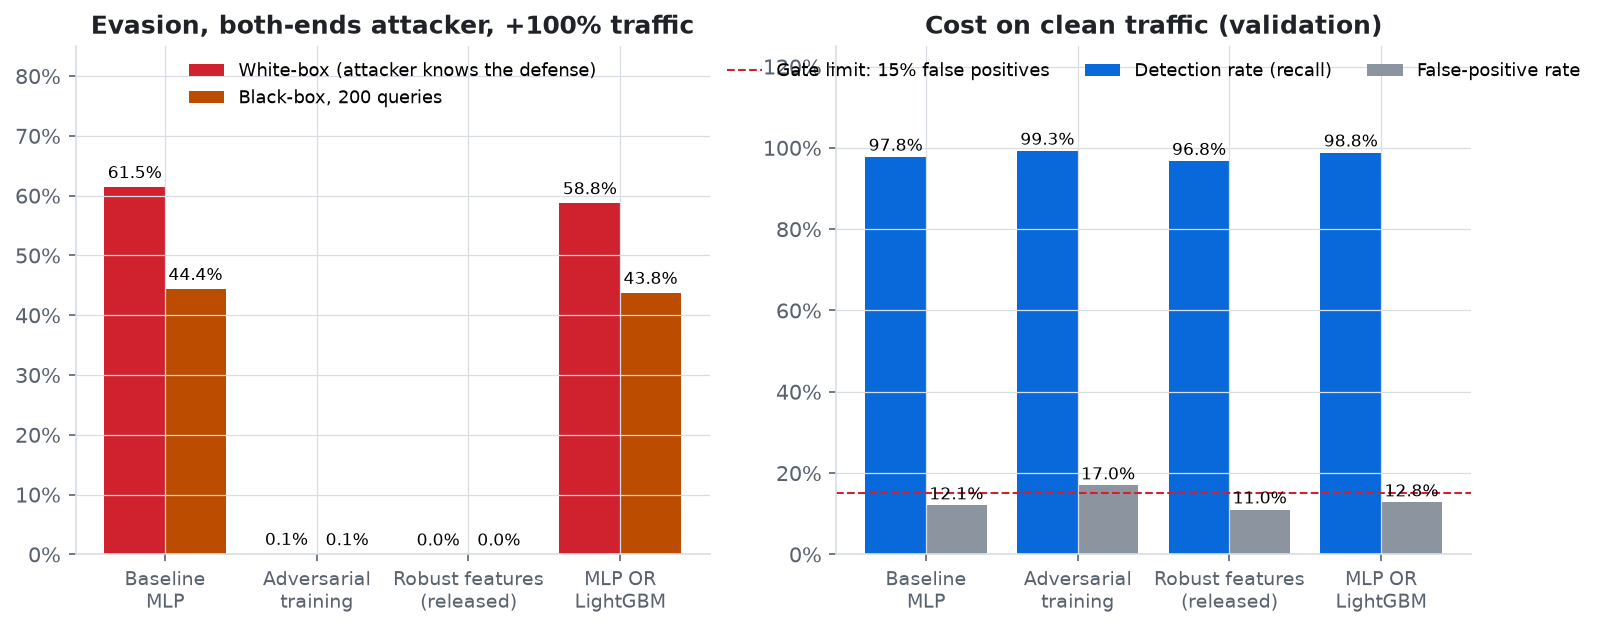 Evasion, both-ends attacker, +100% traffic
White-box (attacker knows the defense)
Black-box, 200 queries
80%
70%
60%
50%
40%
30%
20%
10%
0%
61.5%
44.4%
0.1%
0.1%
0.0%
0.0%
58.8%
43.8%
Baseline
MLP
Adversarial
training
Robust features
(released)
MLP OR
LightGBM
Cost on clean traffic (validation)
Gate limit: 15% false positives
Detection rate (recall)
False-positive rate
120%
100%
80%
60%
40%
20%
0%
97.8%
12.1%
99.3%
17.0%
96.8%
11.0%
98.8%
12.8%
Baseline
MLP
Adversarial
training
Robust features
(released)
MLP OR
LightGBM